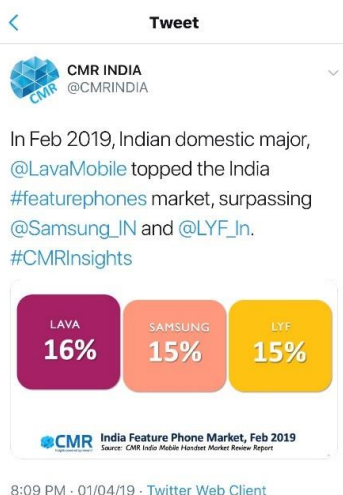 Tweet
CMR INDIA
@CMRINDIA
CMR
In Feb 2019, Indian domestic major,
@LavaMobile topped the India
#featurephones market, surpassing
@Samsung_IN and @LYF_In.
#CMRInsights
LAVA
16%
SAMSUNG
15%
LYF
15%
CMR
India Feature Phone Market, Feb 2019
Source: CMR India Mobile Handset Market Review Report
8:09 PM · 01/04/19 · Twitter Web Client